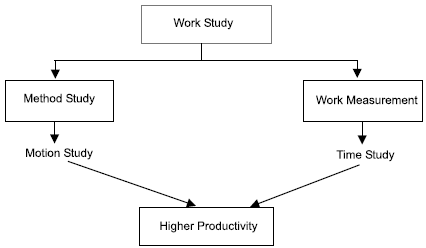 Work Study
Method Study
Work Measurement
Motion Study
Time Study
Higher Productivity